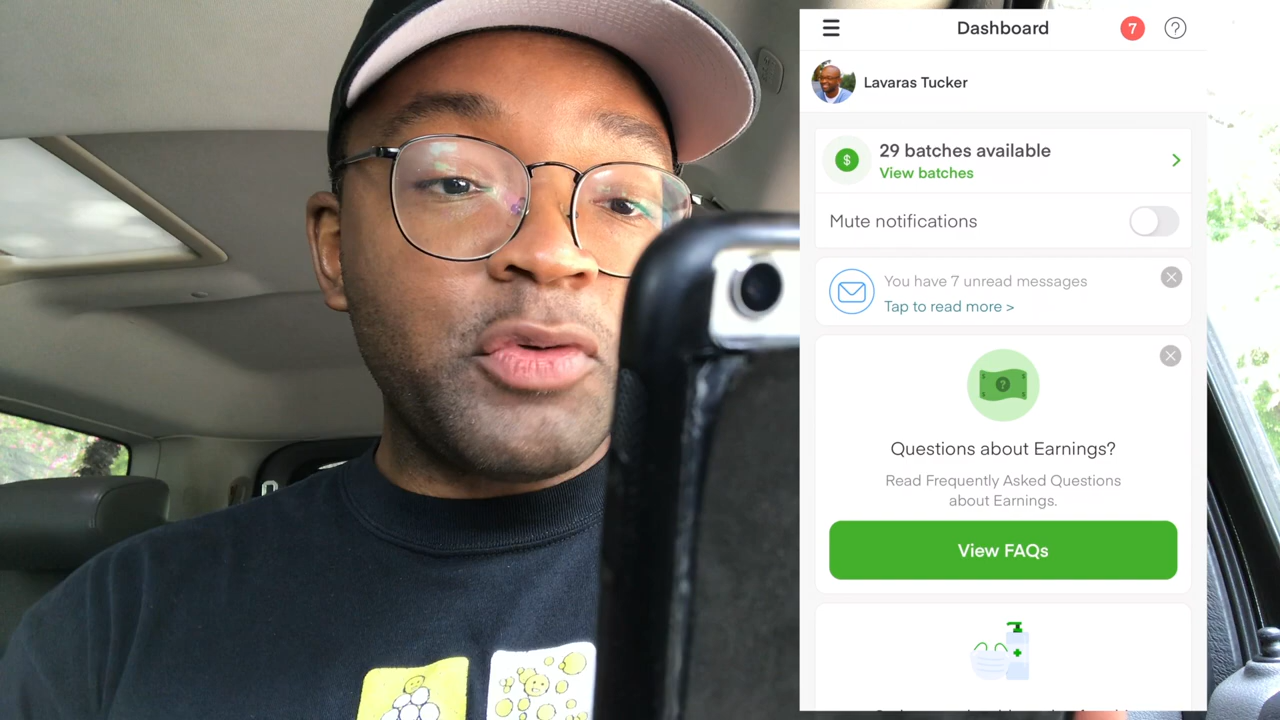 Dashboard
7
?
Lavaras Tucker
$
29 batches available
View batches
Mute notifications
You have 7 unread messages
Tap to read more >
?
Questions about Earnings?
Read Frequently Asked Questions
about Earnings.
View FAQs